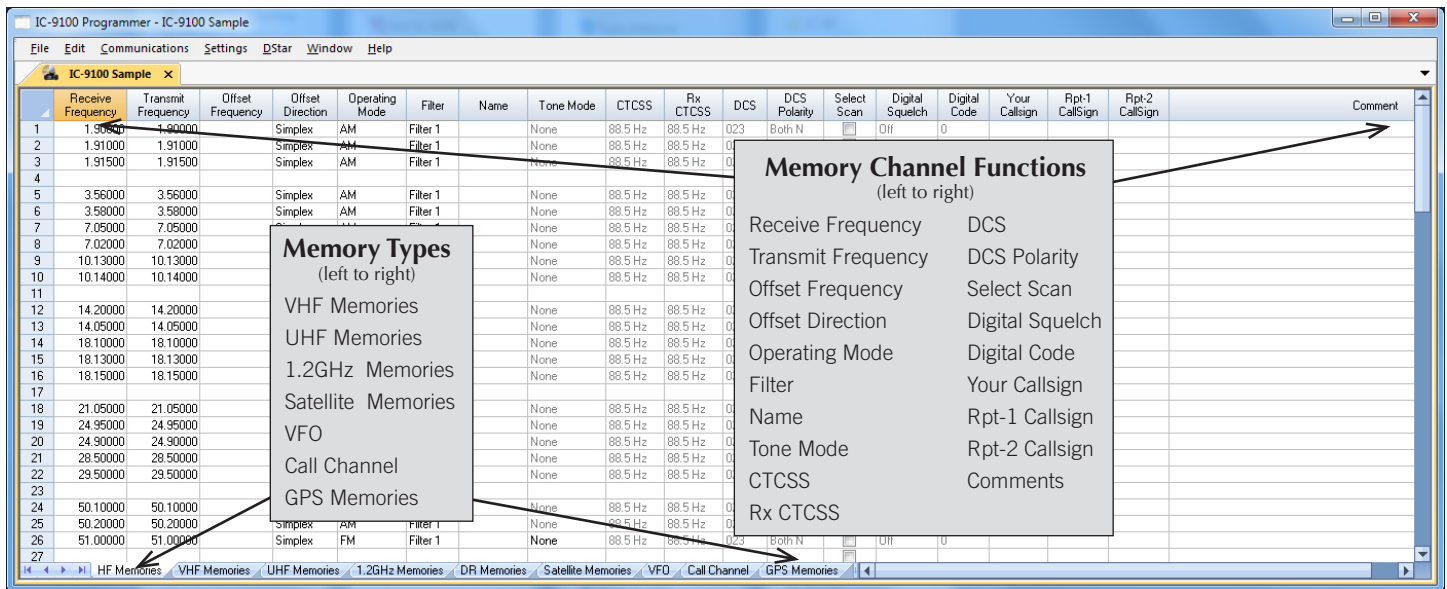 IC-9100 Programmer - IC-9100 Sample
File Edit Communications Settings DStar Window Help
IC-9100 Sample X
Receive Frequency Transmit Frequency Offset Frequency Offset Direction Operating Mode Filter Name Tone Mode CTCSS Rx CTCSS DCS DCS Polarity Select Scan Digital Squelch Digital Code Your Callsign Rpt-1 CallSign Rpt-2 CallSign Comment
1 1.90000 1.90000 Simplex AM Filter 1 None 88.5 Hz 88.5 Hz 023 Both N Off 0
2 1.91000 1.91000 Simplex AM Filter 1 None 88.5 Hz 88.5 Hz
3 1.91500 1.91500 Simplex AM Filter 1 None 88.5 Hz 88.5 Hz
4
5 3.56000 3.56000 Simplex AM Filter 1 None 88.5 Hz 88.5 Hz
6 3.58000 3.58000 Simplex AM Filter 1 None 88.5 Hz 88.5 Hz
7 7.05000 7.05000 None 88.5 Hz 88.5 Hz
8 7.02000 7.02000 None 88.5 Hz 88.5 Hz
9 10.13000 10.13000 None 88.5 Hz 88.5 Hz
10 10.14000 10.14000 None 88.5 Hz 88.5 Hz
11
12 14.20000 14.20000 None 88.5 Hz 88.5 Hz
13 14.05000 14.05000 None 88.5 Hz 88.5 Hz
14 18.10000 18.10000 None 88.5 Hz 88.5 Hz
15 18.13000 18.13000 None 88.5 Hz 88.5 Hz
16 18.15000 18.15000 None 88.5 Hz 88.5 Hz
17
18 21.05000 21.05000 None 88.5 Hz 88.5 Hz
19 24.95000 24.95000 None 88.5 Hz 88.5 Hz
20 24.90000 24.90000 None 88.5 Hz 88.5 Hz
21 28.50000 28.50000 None 88.5 Hz 88.5 Hz
22 29.50000 29.50000 None 88.5 Hz 88.5 Hz
23
24 50.10000 50.10000 None 88.5 Hz 88.5 Hz
25 50.20000 50.20000 Simplex AM Filter 1 None 88.5 Hz 88.5 Hz
26 51.00000 51.00000 Simplex FM Filter 1 None 88.5 Hz 88.5 Hz 023 Both N Off 0
27
Memory Types
(left to right)
VHF Memories
UHF Memories
1.2GHz Memories
Satellite Memories
VFO
Call Channel
GPS Memories
Memory Channel Functions
(left to right)
Receive Frequency
Transmit Frequency
Offset Frequency
Offset Direction
Operating Mode
Filter
Name
Tone Mode
CTCSS
Rx CTCSS
DCS
DCS Polarity
Select Scan
Digital Squelch
Digital Code
Your Callsign
Rpt-1 Callsign
Rpt-2 Callsign
Comments
HF Memories VHF Memories UHF Memories 1.2GHz Memories DR Memories Satellite Memories VFO Call Channel GPS Memories